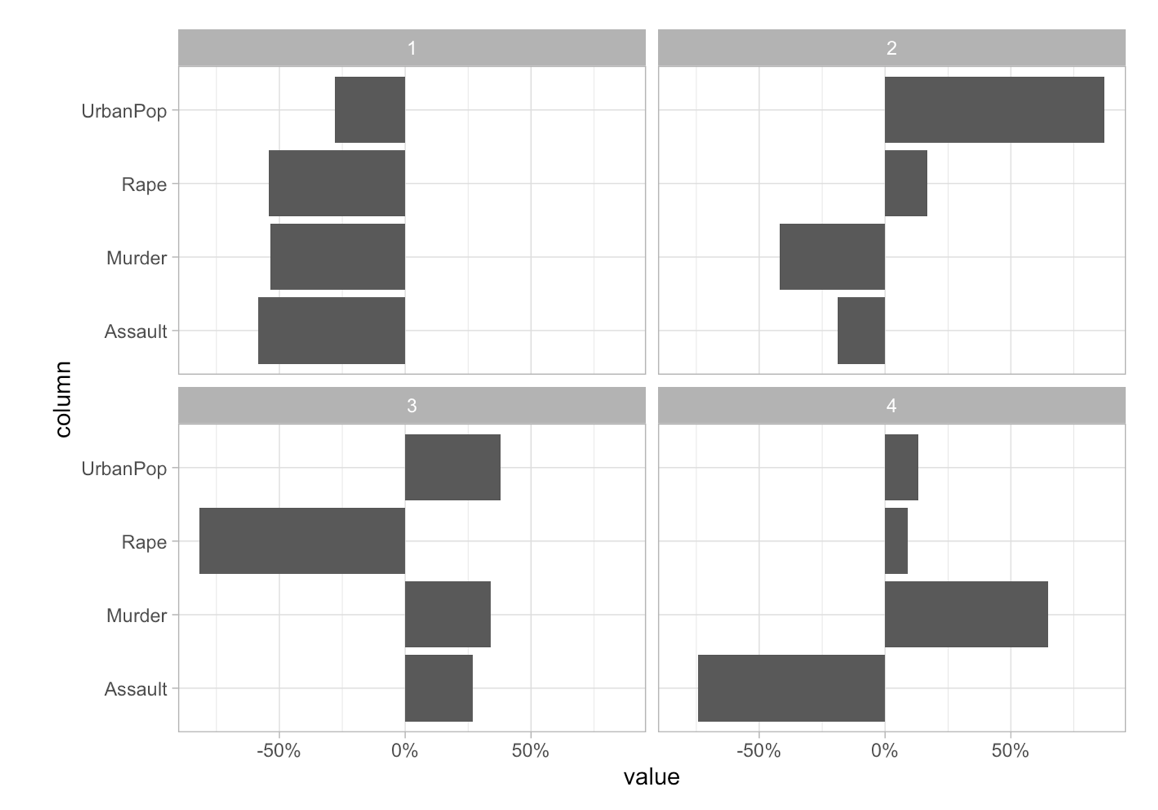 1
2
UrbanPop
Rape
Murder
Assault
column
3
4
UrbanPop
Rape
Murder
Assault
-50% 0% 50% -50% 0% 50%
value